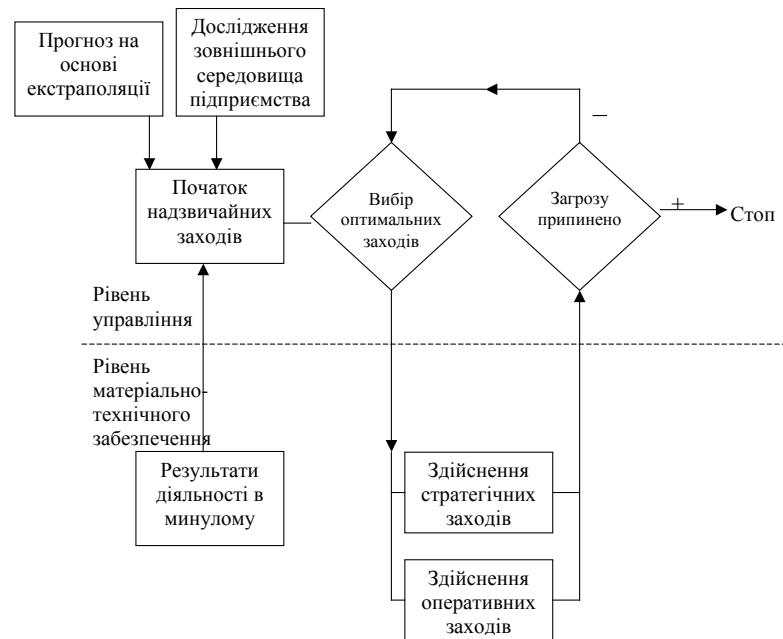 Прогноз на
основі
екстраполяції
Дослідження
зовнішнього
середовища
підприємства
Початок
надзвичайних
заходів
Вибір
оптимальних
заходів
Загрозу
припинено
—
+
Стоп
Рівень
управління
Рівень
матеріально-
технічного
забезпечення
Результати
діяльності в
минулому
Здійснення
стратегічних
заходів
Здійснення
оперативних
заходів